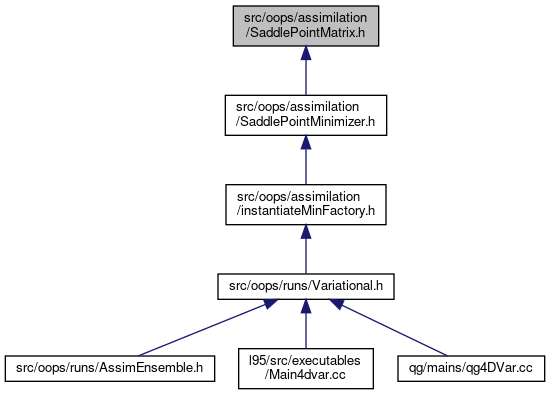 src/oops/assimilation
/SaddlePointMatrix.h
src/oops/assimilation
/SaddlePointMinimizer.h
src/oops/assimilation
/instantiateMinFactory.h
src/oops/runs/Variational.h
src/oops/runs/AssimEnsemble.h
l95/src/executables
/Main4dvar.cc
qg/mains/qg4DVar.cc